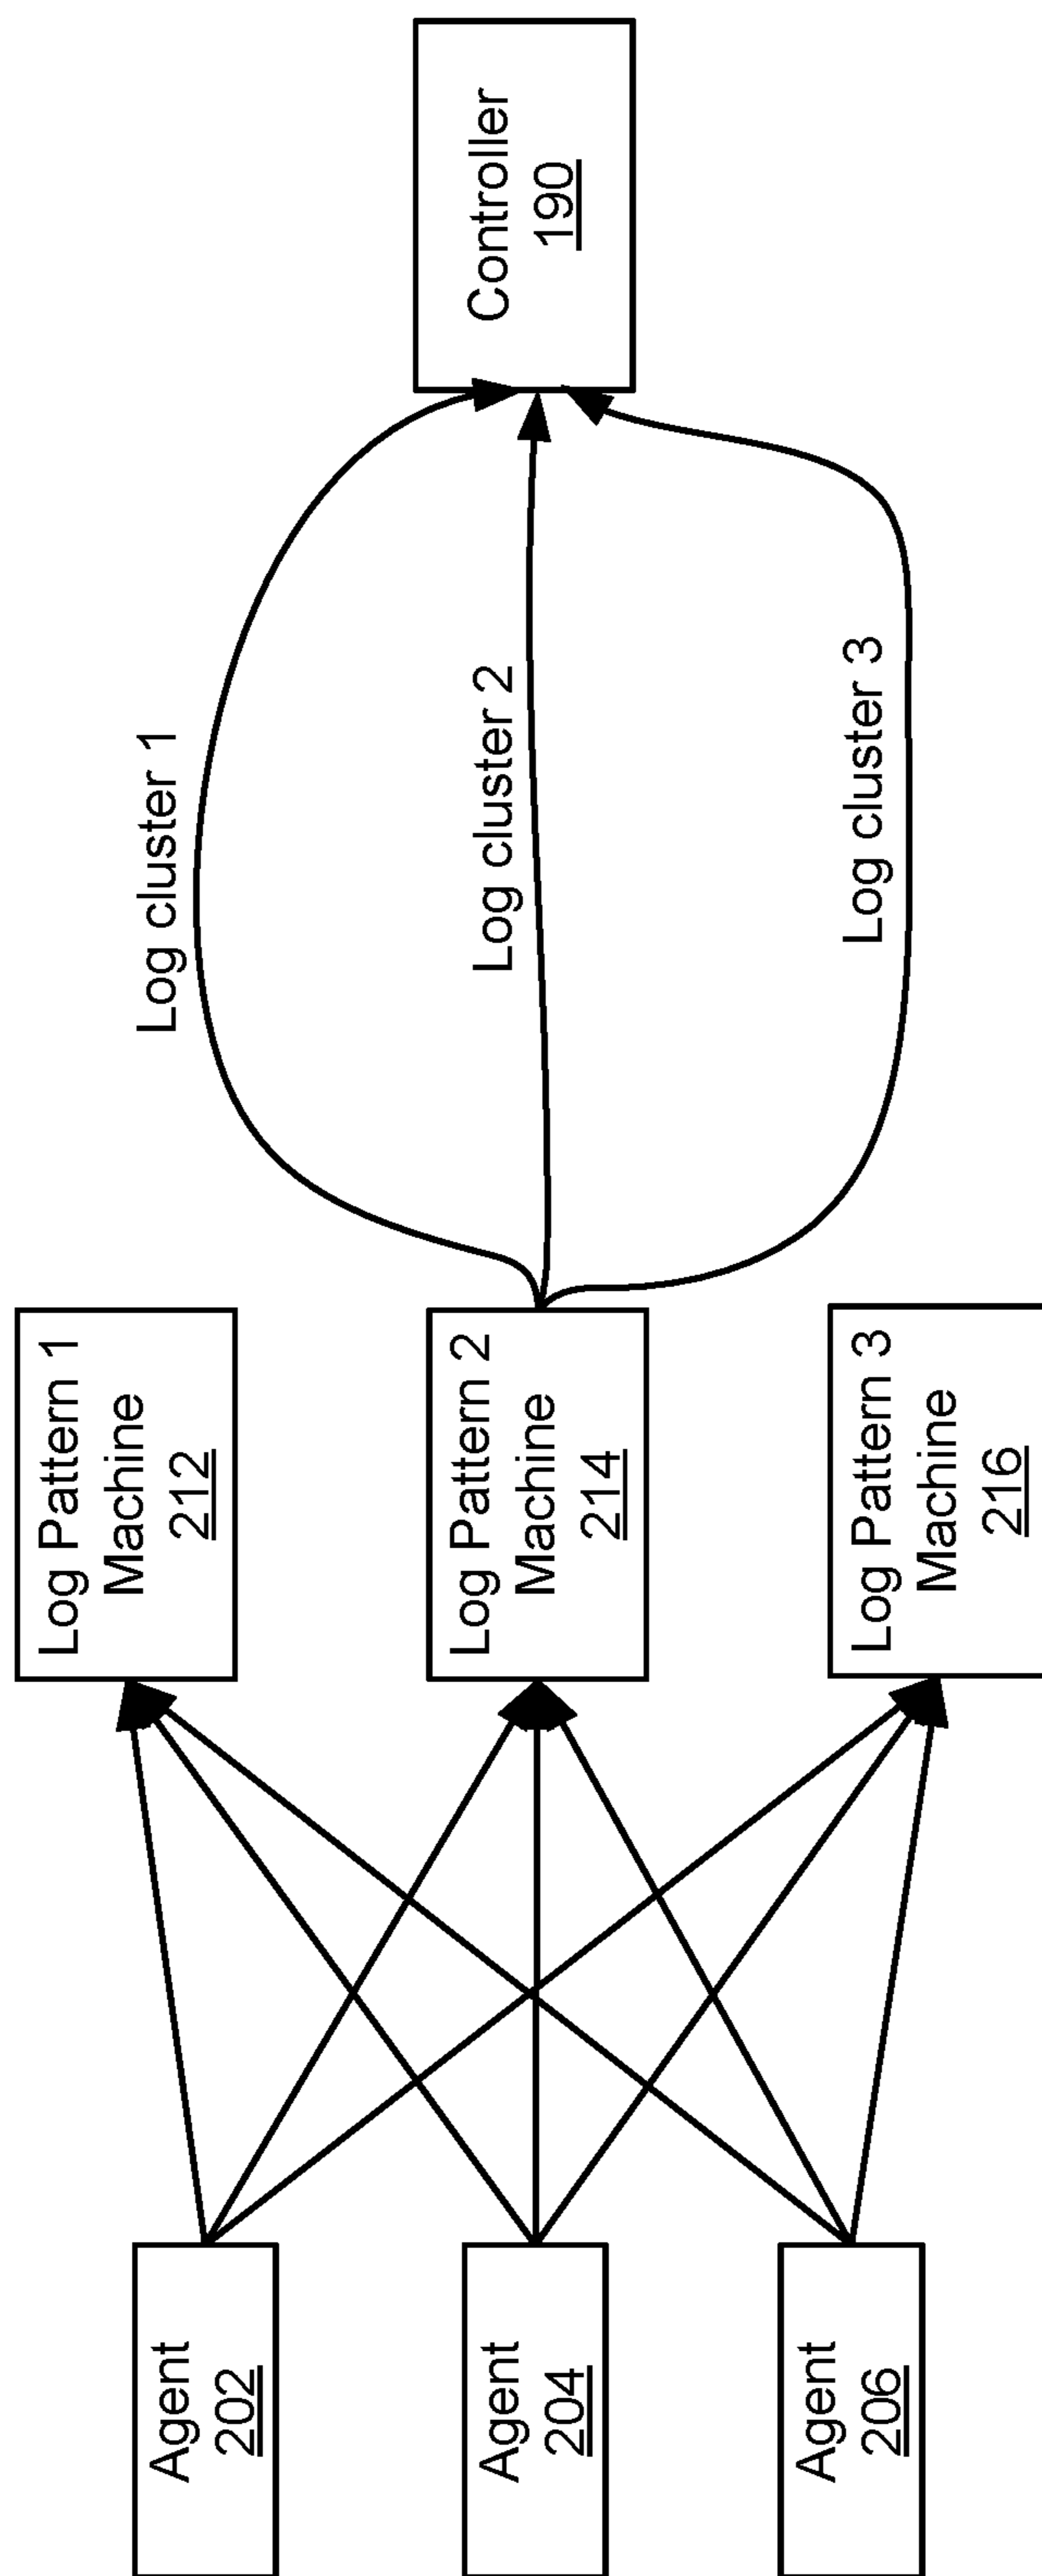 Agent
202
Agent
204
Agent
206
Log Pattern 1
Machine
212
Log Pattern 2
Machine
214
Log Pattern 3
Machine
216
Log cluster 1
Log cluster 2
Log cluster 3
Controller
190